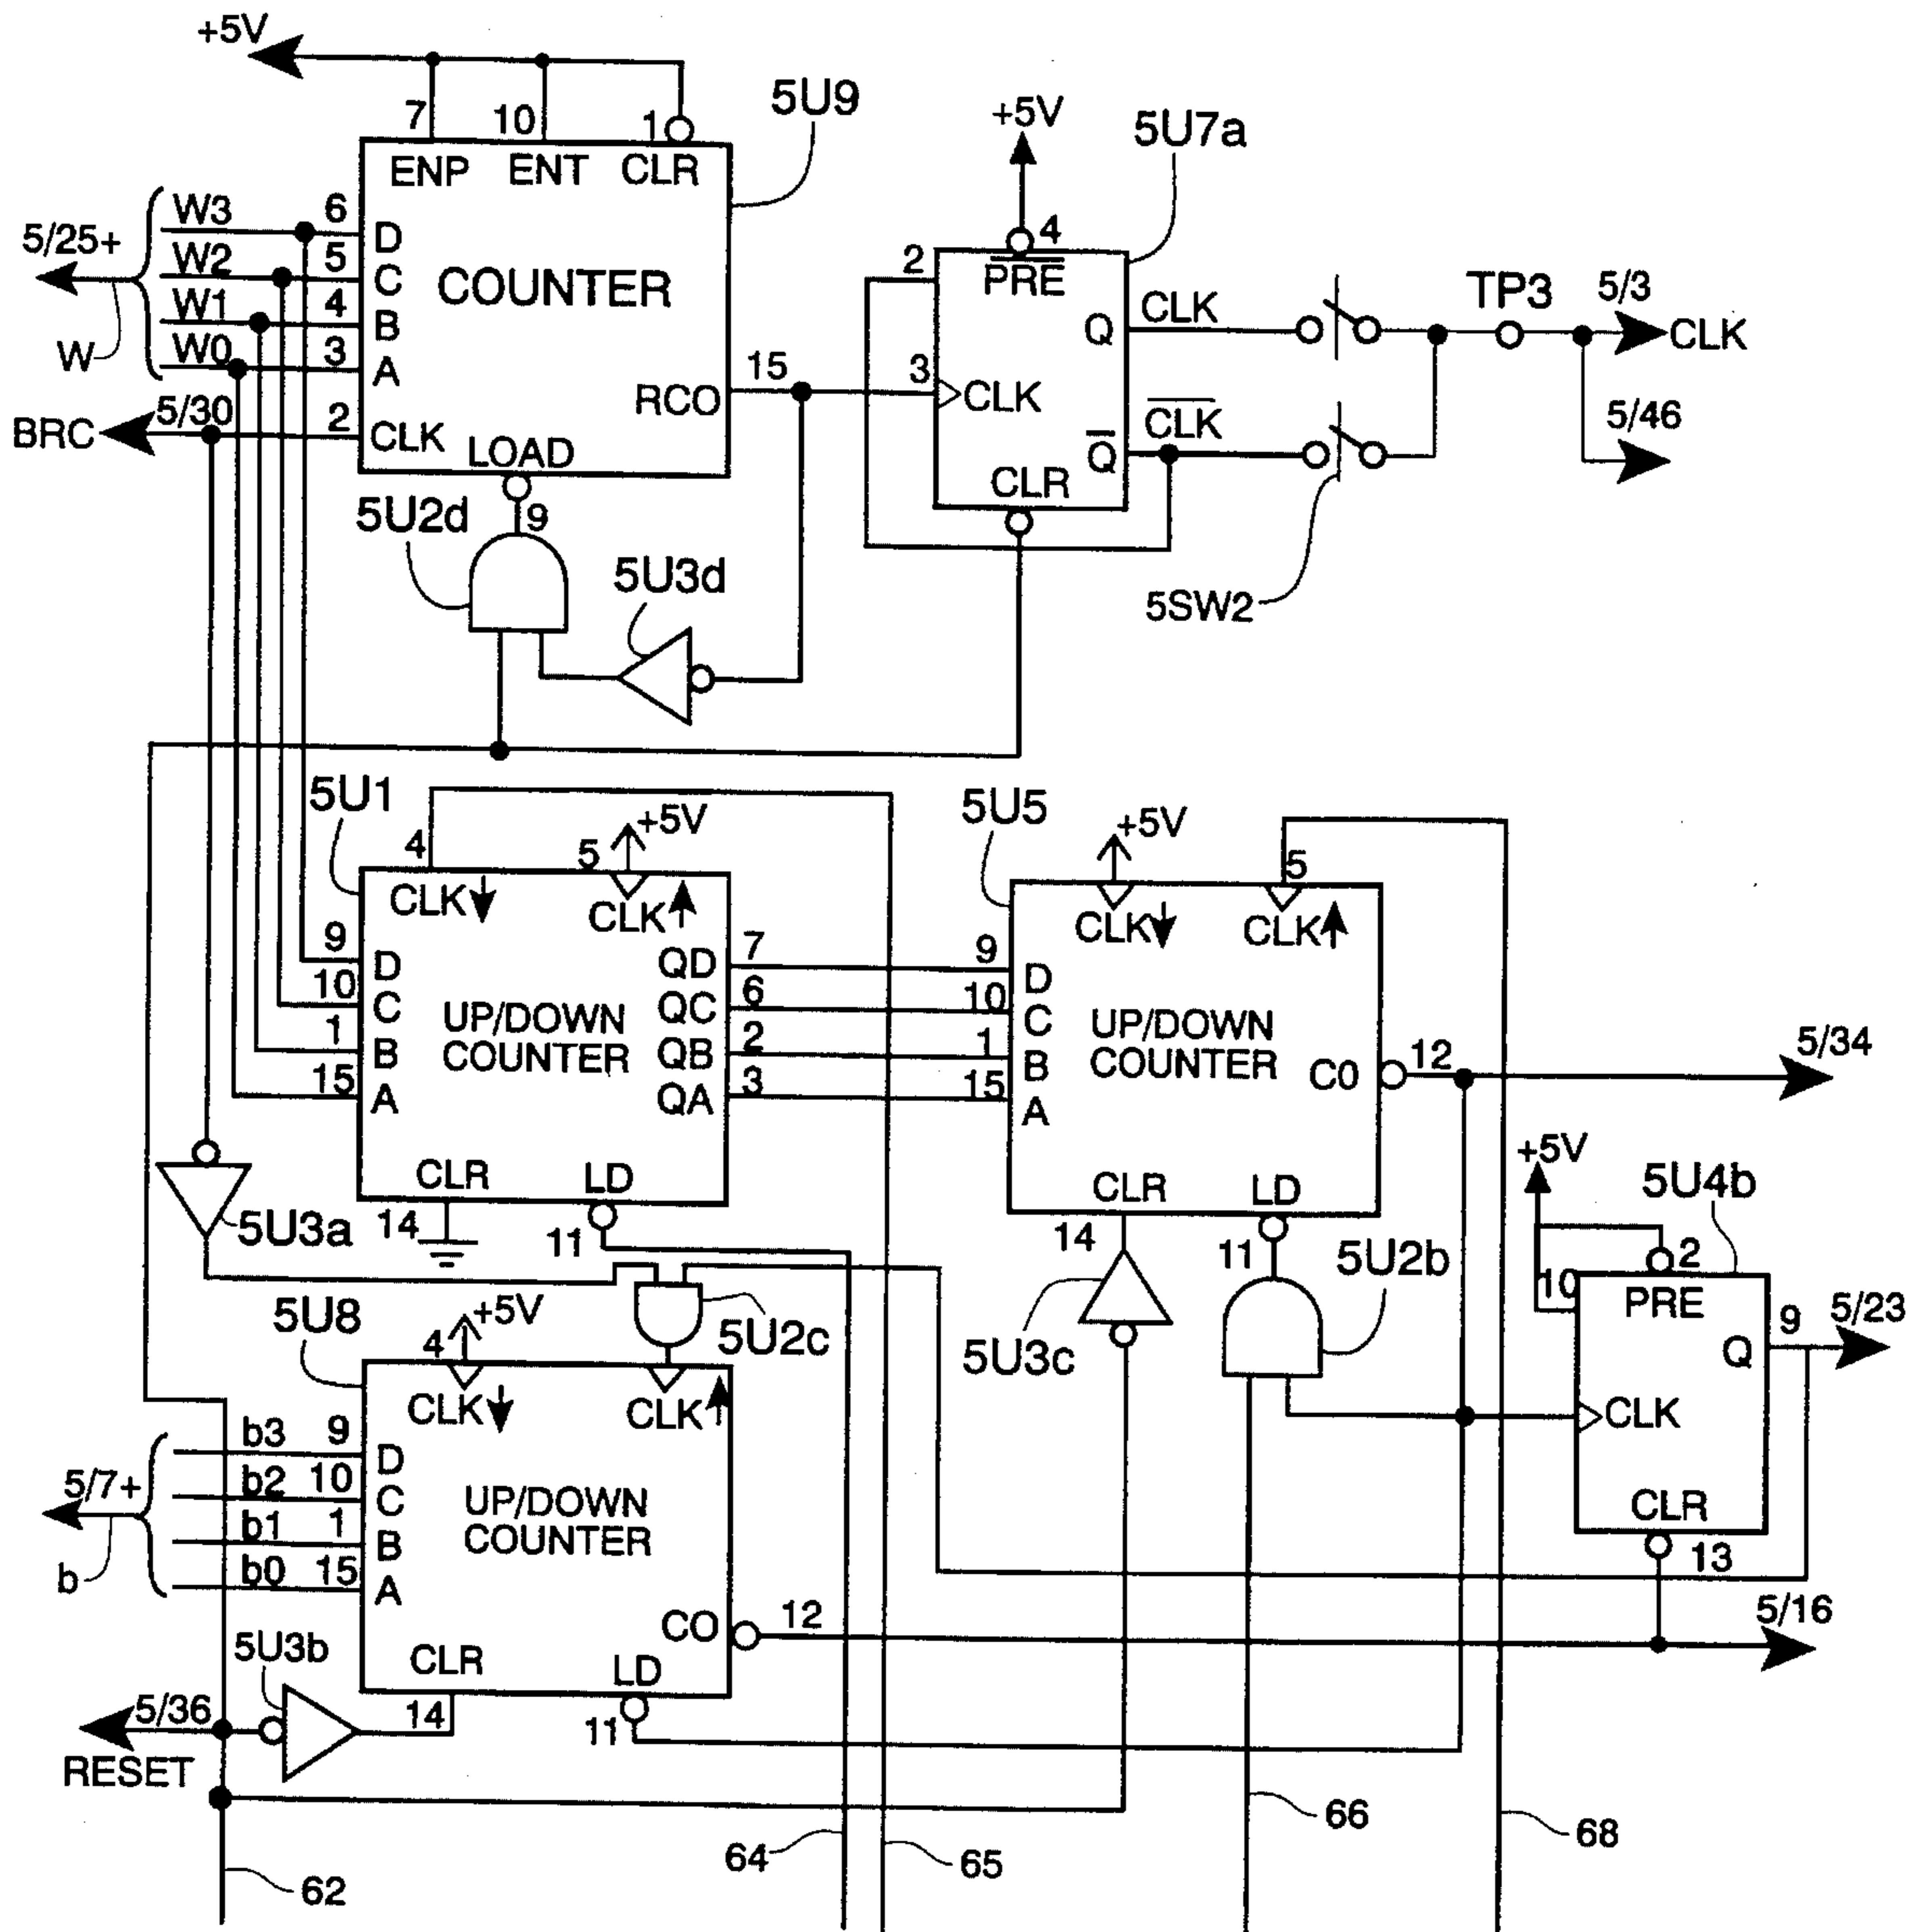 +5V
7
10
1
5U9
ENP
ENT
CLR
+5V
5U7a
5/25+
W3
W2
W1
W0
W
6
5
4
3
D
C
B
A
COUNTER
RCO
15
BRC
5/30
2
CLK
LOAD
4
2
PRE
Q
CLK
3
CLK
Q
CLK
CLR
TP3
5/3
CLK
5/46
5SW2
5U2d
9
5U3d
5U1
4
5
+5V
CLK
CLK
9
10
1
15
D
C
B
A
UP/DOWN
COUNTER
QD
QC
QB
QA
7
6
2
3
CLR
LD
14
11
5U3a
5U5
+5V
5
CLK
CLK
9
10
1
15
D
C
B
A
UP/DOWN
COUNTER
C0
12
5/34
CLR
LD
14
11
5U3c
5U2b
+5V
5U4b
2
10
PRE
Q
9
5/23
CLK
CLR
13
5/16
5U8
4
+5V
5U2c
CLK
CLK
5/7+
b
b3
b2
b1
b0
9
10
1
15
D
C
B
A
UP/DOWN
COUNTER
CO
12
CLR
LD
14
11
5U3b
5/36
RESET
62
64
65
66
68